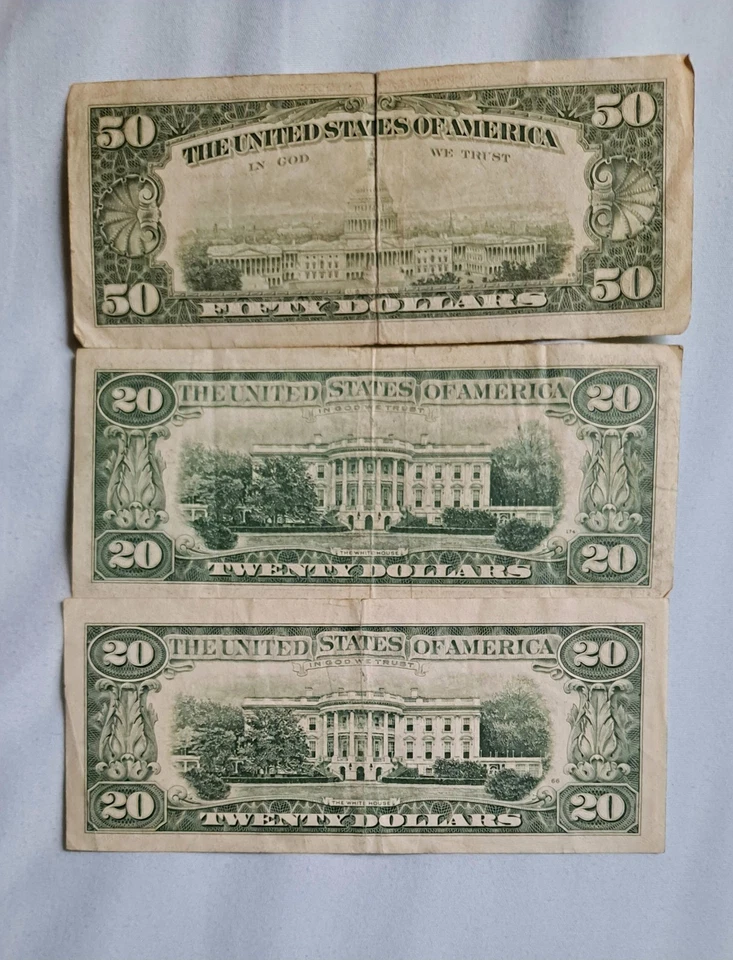 50 50
THE UNITED STATES OF AMERICA
IN GOD WE TRUST
50 50
FIFTY DOLLARS
20 THE UNITED STATES OF AMERICA 20
IN GOD WE TRUST
THE WHITE HOUSE
20 TWENTY DOLLARS 20
20 THE UNITED STATES OF AMERICA 20
IN GOD WE TRUST
66
THE WHITE HOUSE
20 TWENTY DOLLARS 20